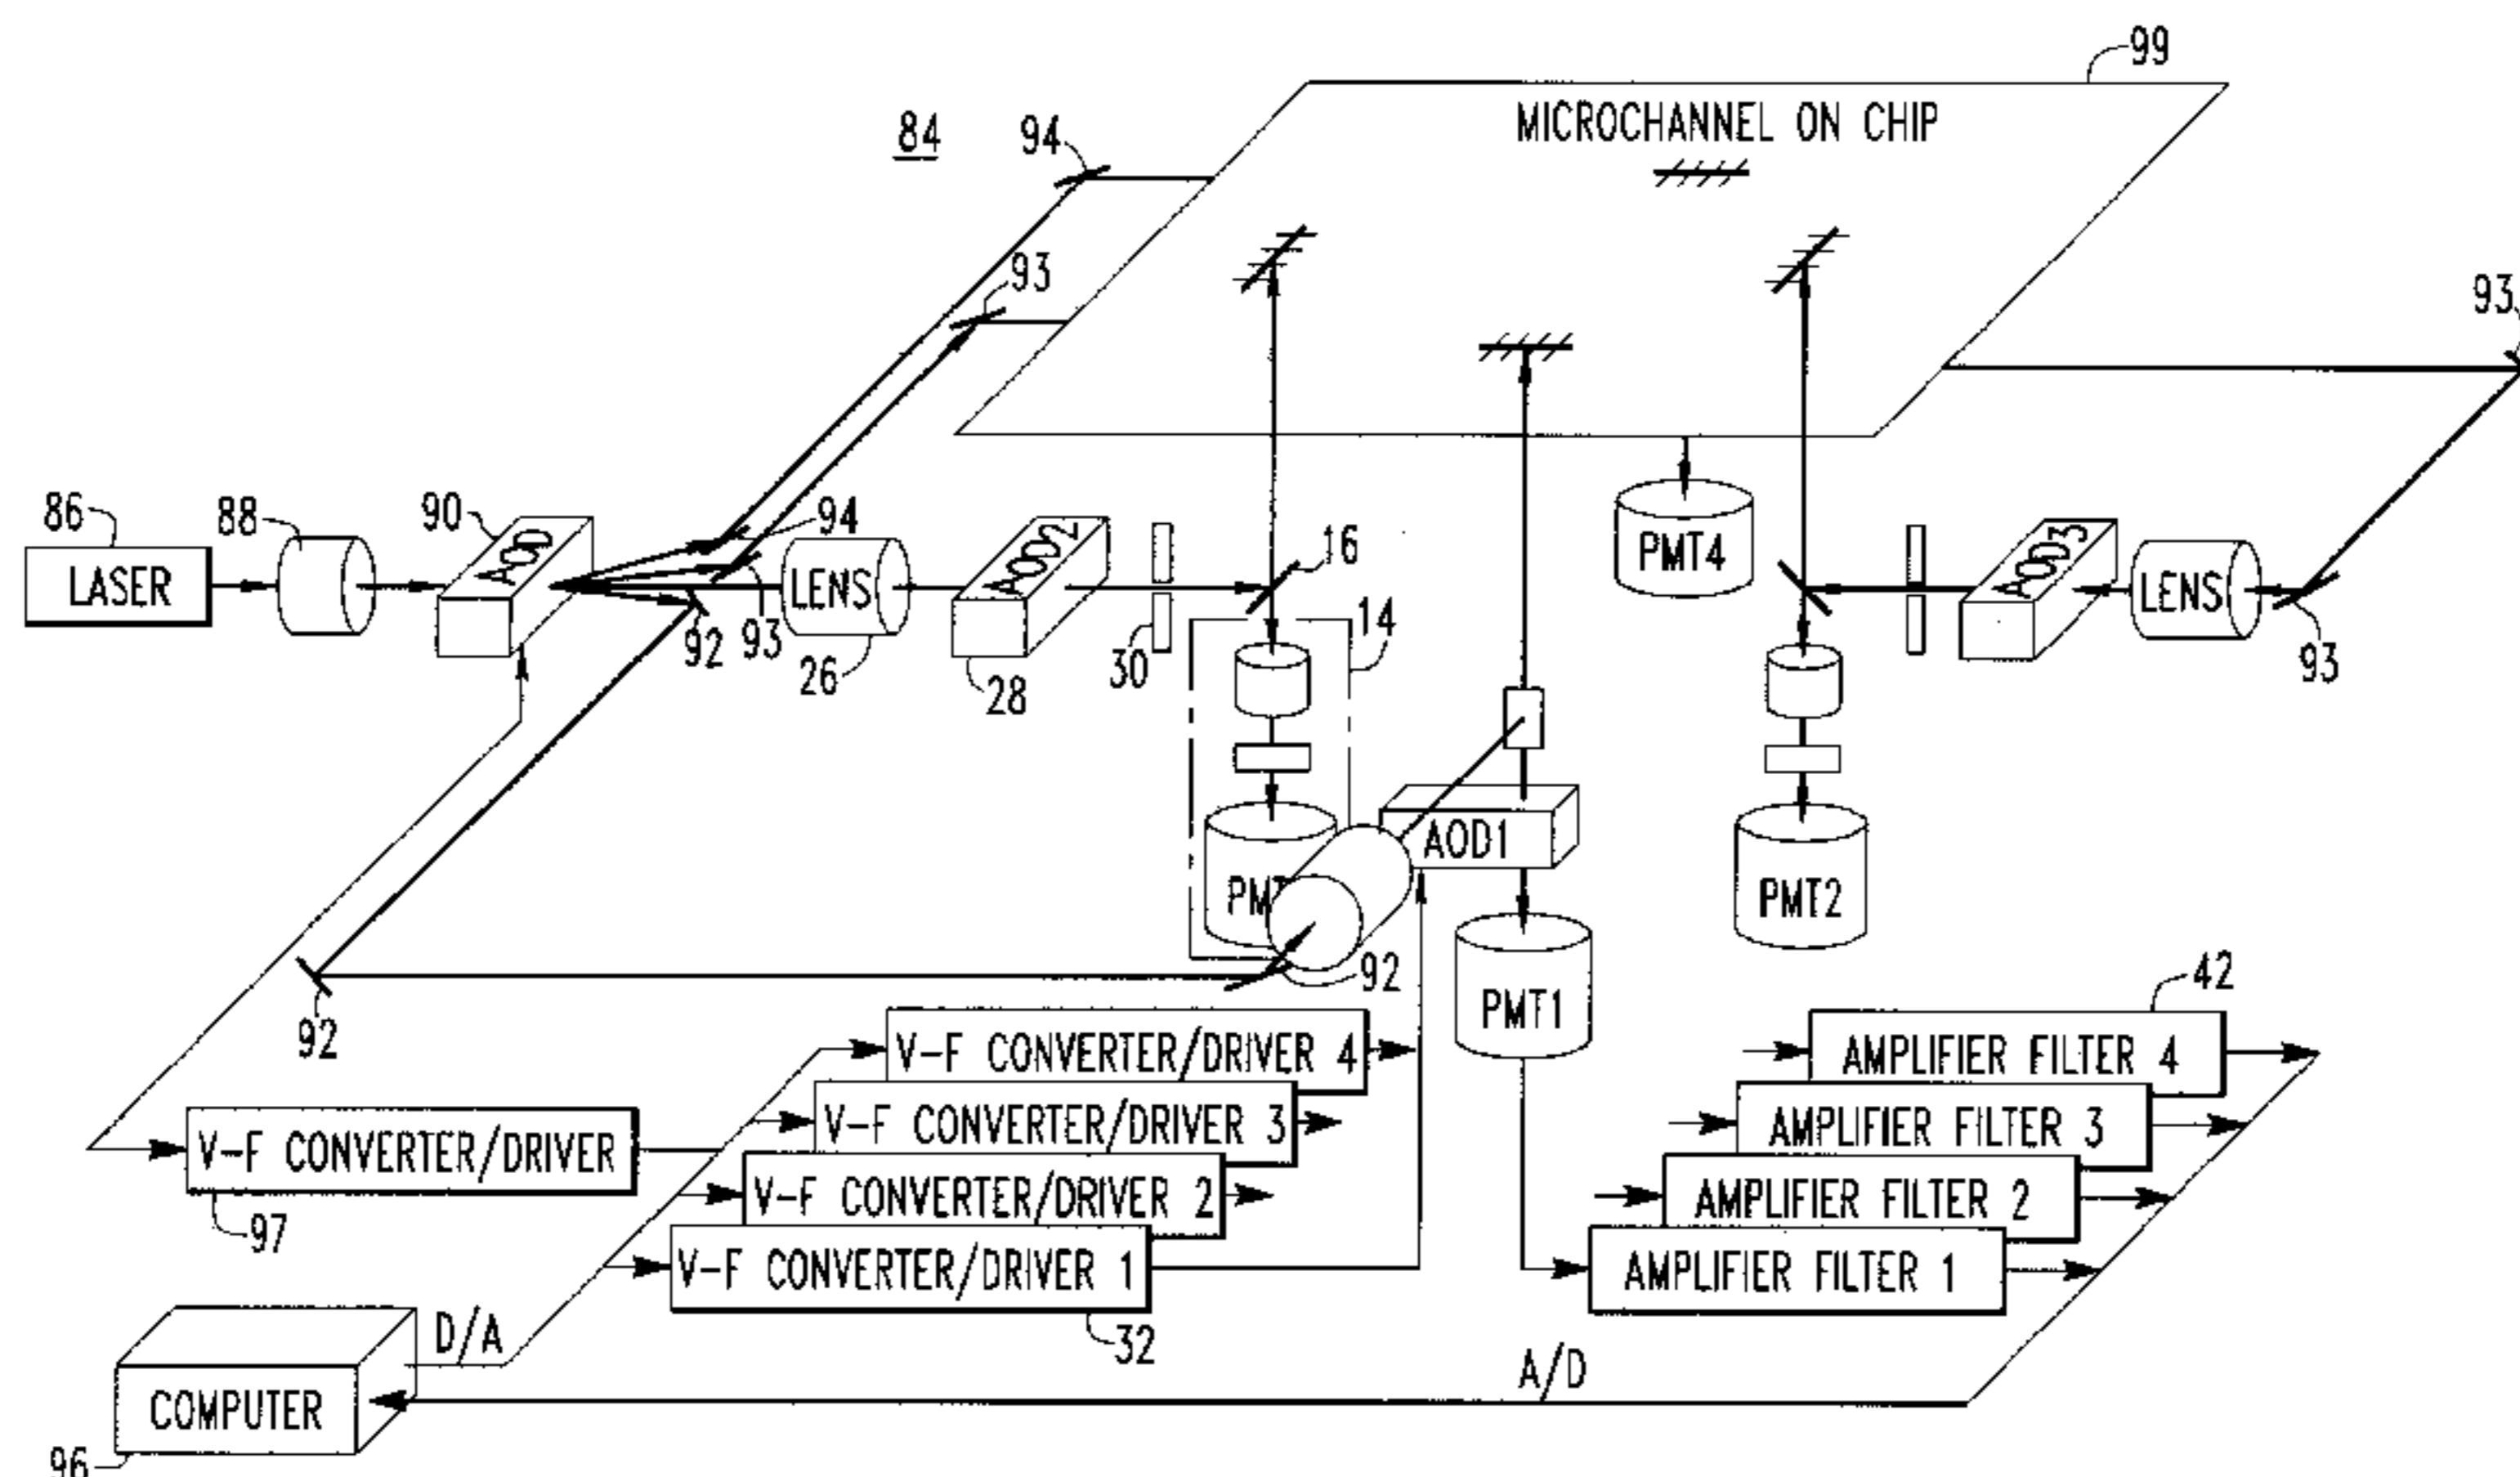 99
MICROCHANNEL ON CHIP
84
94
93
93
86
88
90
94
16
LASER
AOD
LENS
AOD2
PMT4
AOD3
LENS
92
93
26
28
30
14
93
AOD1
PMT2
92
PMT1
42
92
V-F CONVERTER/DRIVER 4
AMPLIFIER FILTER 4
V-F CONVERTER/DRIVER 3
AMPLIFIER FILTER 3
V-F CONVERTER/DRIVER
V-F CONVERTER/DRIVER 2
AMPLIFIER FILTER 2
97
V-F CONVERTER/DRIVER 1
AMPLIFIER FILTER 1
D/A
32
A/D
COMPUTER
96